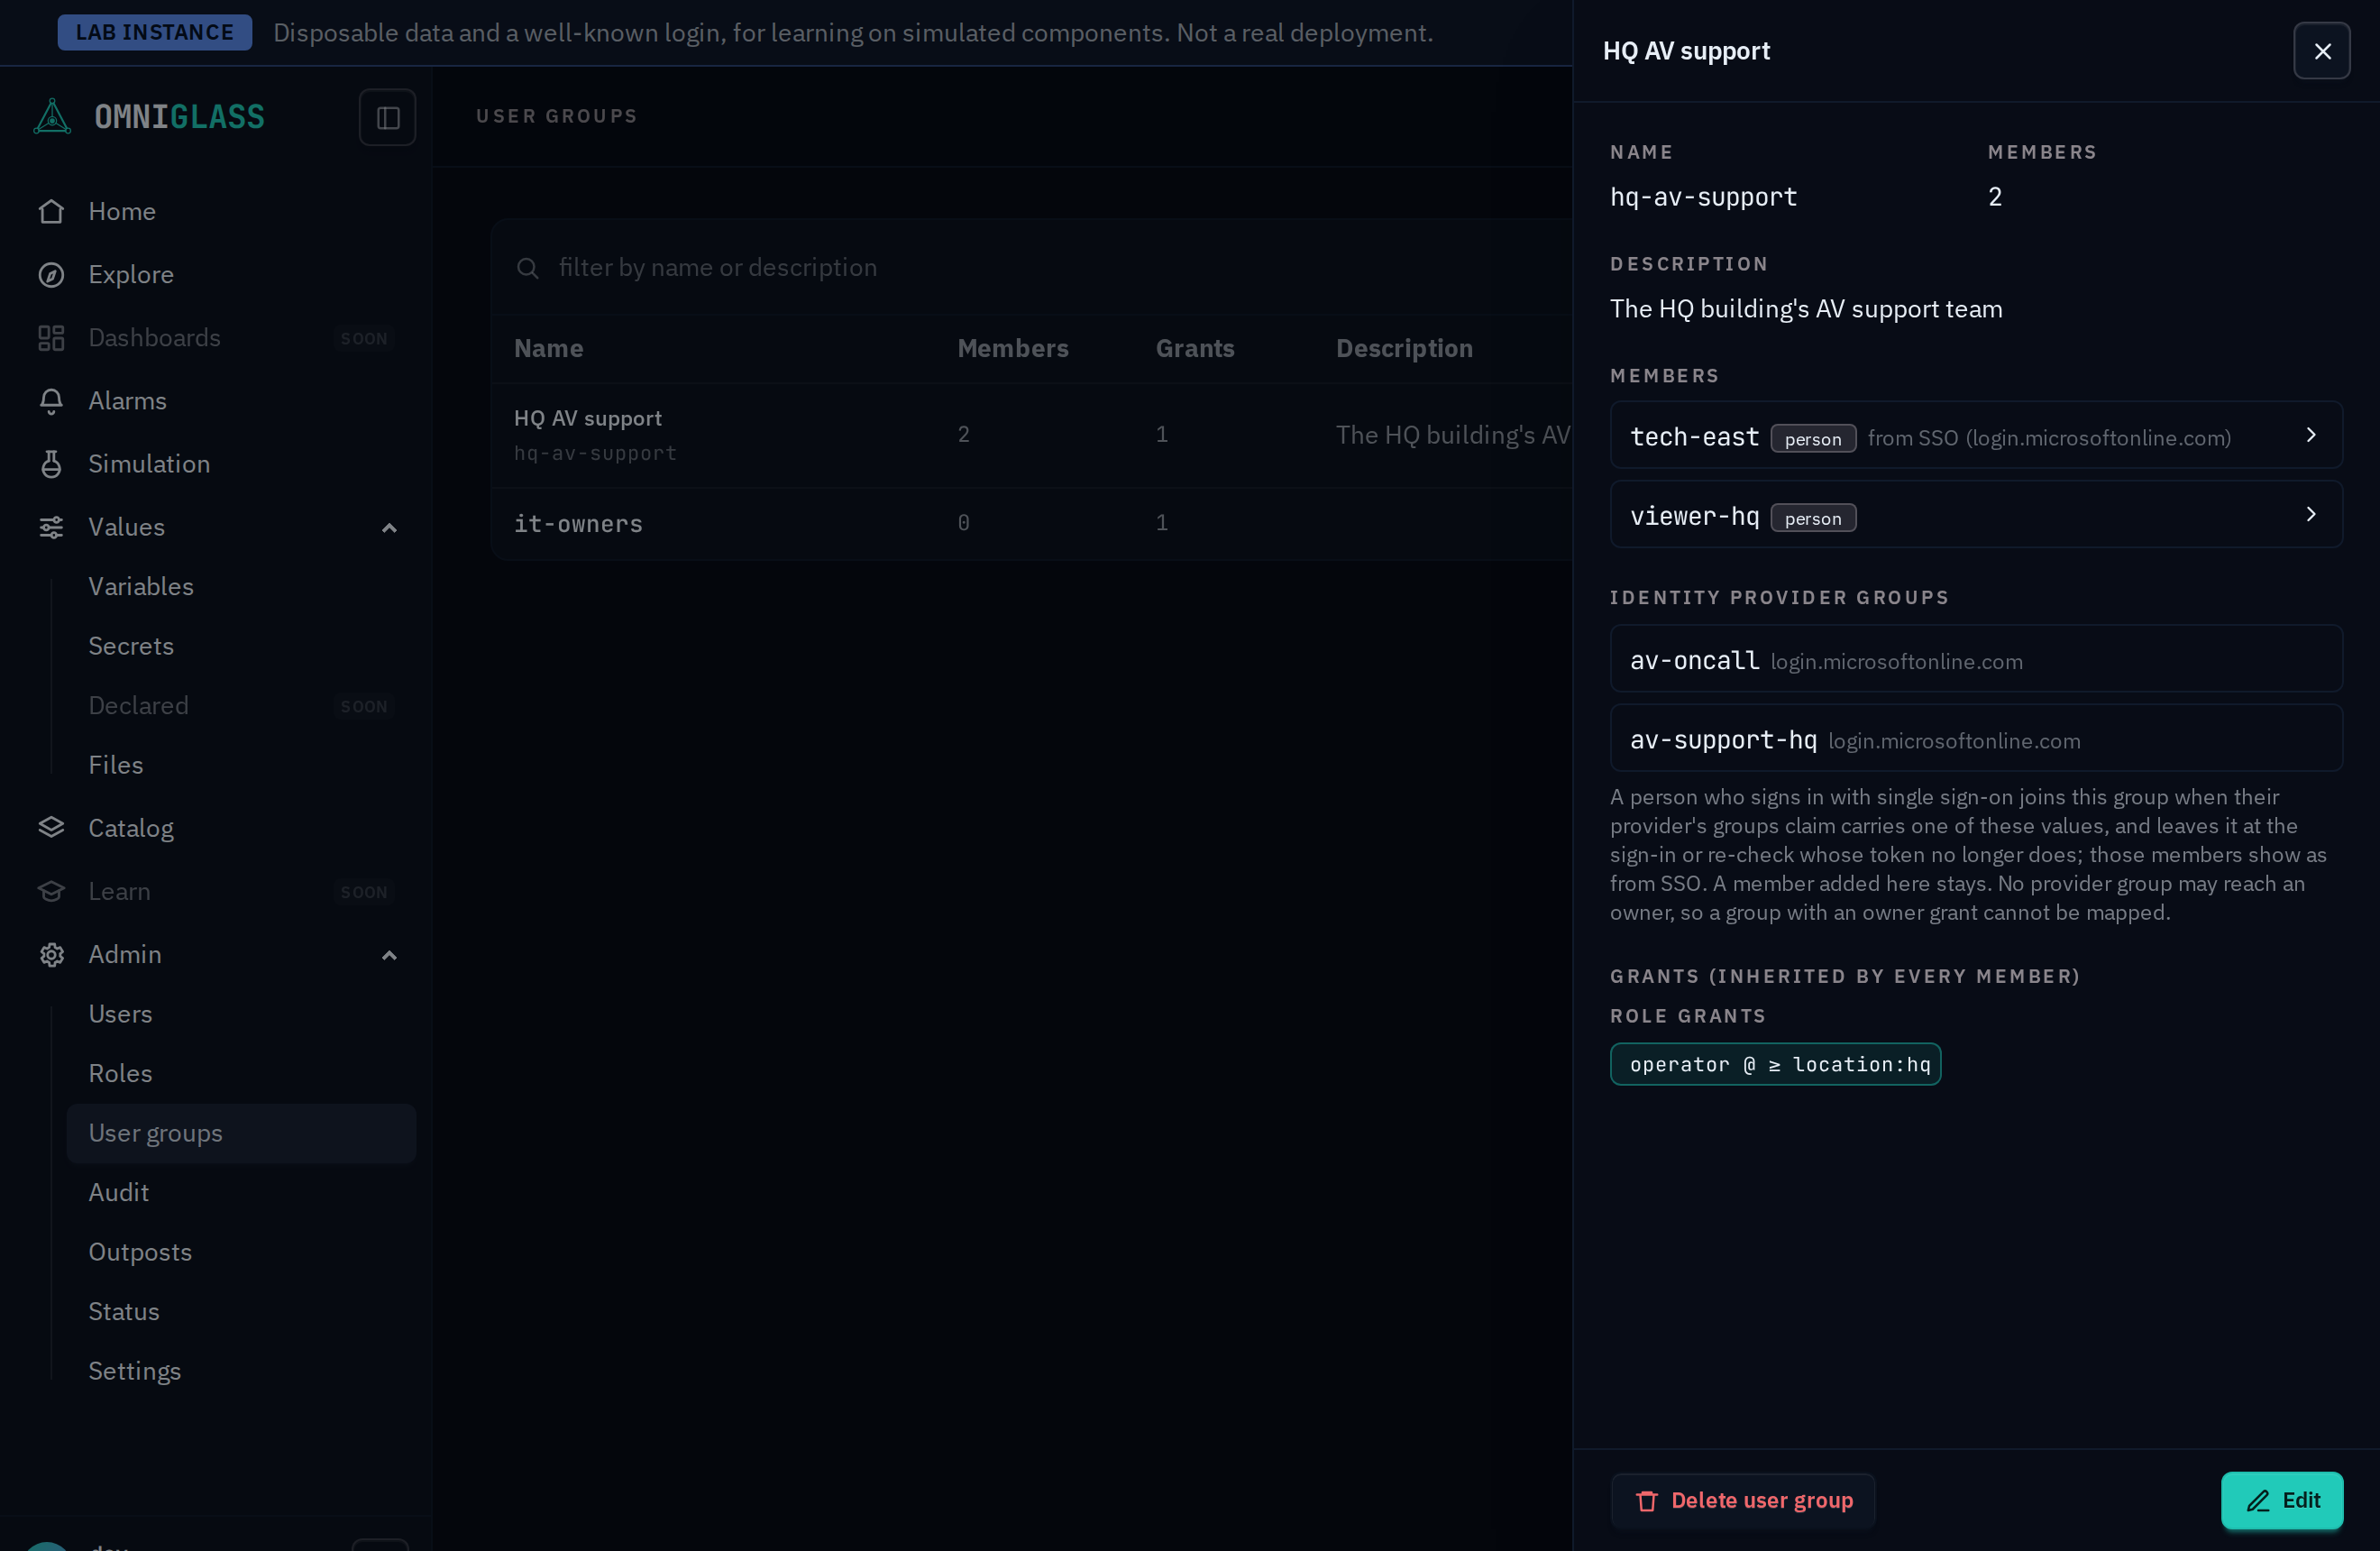 LAB INSTANCE Disposable data and a well-known login, for learning on simulated components. Not a real deployment.
OMNIGLASS
Home
Explore
Dashboards SOON
Alarms
Simulation
Values
Variables
Secrets
Declared SOON
Files
Catalog
Learn SOON
Admin
Users
Roles
User groups
Audit
Outposts
Status
Settings
USER GROUPS
filter by name or description
Name Members Grants Description
HQ AV support
hq-av-support
2 1 The HQ building's AV
it-owners 0 1
HQ AV support
NAME MEMBERS
hq-av-support 2
DESCRIPTION
The HQ building's AV support team
MEMBERS
tech-east person from SSO (login.microsoftonline.com)
viewer-hq person
IDENTITY PROVIDER GROUPS
av-oncall login.microsoftonline.com
av-support-hq login.microsoftonline.com
A person who signs in with single sign-on joins this group when their
provider's groups claim carries one of these values, and leaves it at the
sign-in or re-check whose token no longer does; those members show as
from SSO. A member added here stays. No provider group may reach an
owner, so a group with an owner grant cannot be mapped.
GRANTS (INHERITED BY EVERY MEMBER)
ROLE GRANTS
operator @ ≥ location:hq
Delete user group
Edit